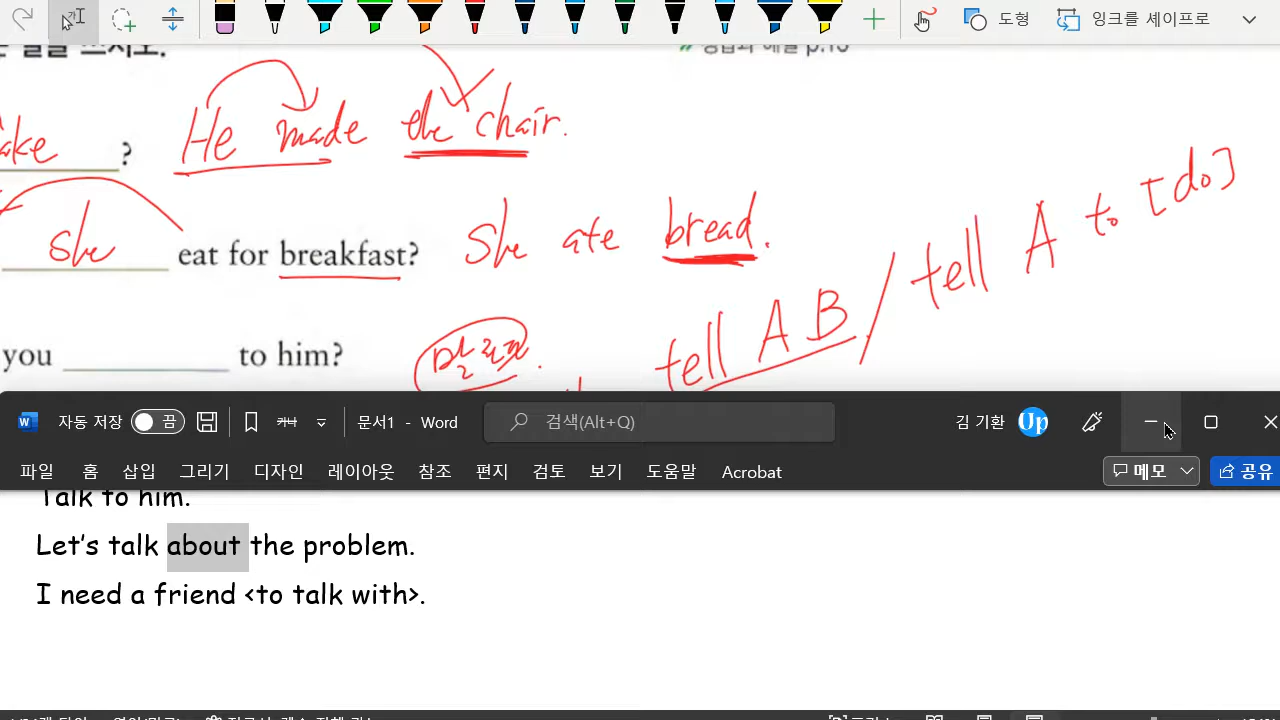 도형 잉크를 셰이프로
ake ? He made the chair.
She eat for breakfast? She ate bread.
tell A B / tell A to [do]
you to him?
자동 저장 끔 가나 문서1 - Word 검색(Alt+Q) 김 기환 Up
파일 홈 삽입 그리기 디자인 레이아웃 참조 편지 검토 보기 도움말 Acrobat 메모 공유
Talk to him.
Let's talk about the problem.
I need a friend <to talk with>.